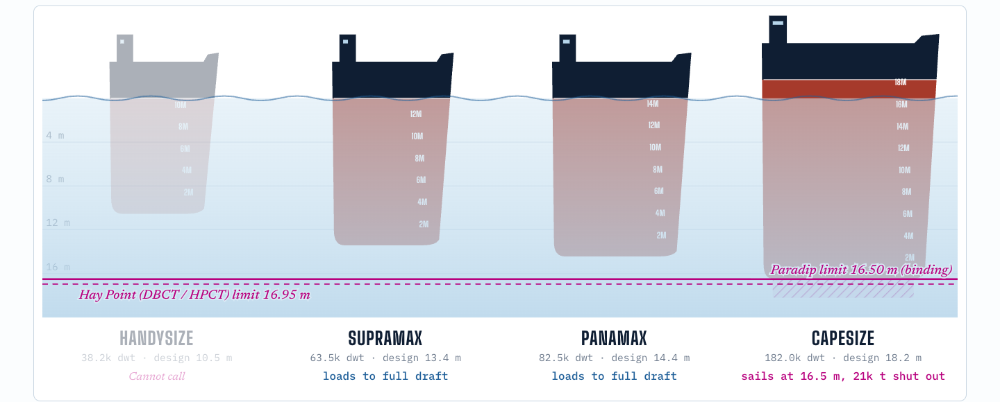 18M
10M
8M
6M
4M
2M
12M
10M
8M
6M
4M
2M
14M
12M
10M
8M
6M
4M
2M
16M
14M
12M
10M
8M
6M
4M
2M
4 m
8 m
12 m
16 m
Paradip limit 16.50 m (binding)
Hay Point (DBCT / HPCT) limit 16.95 m
HANDYSIZE
38.2k dwt · design 10.5 m
Cannot call
SUPRAMAX
63.5k dwt · design 13.4 m
loads to full draft
PANAMAX
82.5k dwt · design 14.4 m
loads to full draft
CAPESIZE
182.0k dwt · design 18.2 m
sails at 16.5 m, 21k t shut out